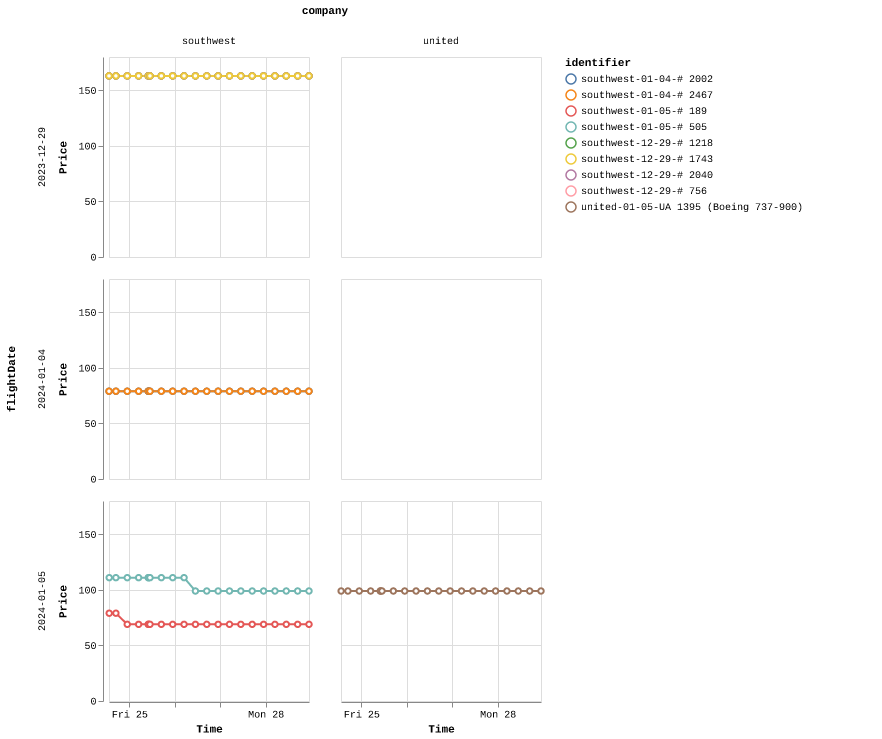 company
southwest
united
identifier
southwest-01-04-# 2002
southwest-01-04-# 2467
southwest-01-05-# 189
southwest-01-05-# 505
southwest-12-29-# 1218
southwest-12-29-# 1743
southwest-12-29-# 2040
southwest-12-29-# 756
united-01-05-UA 1395 (Boeing 737-900)
flightDate
2023-12-29
Price
150
100
50
0
2024-01-04
Price
150
100
50
0
2024-01-05
Price
150
100
50
0
Fri 25
Mon 28
Time
Fri 25
Mon 28
Time